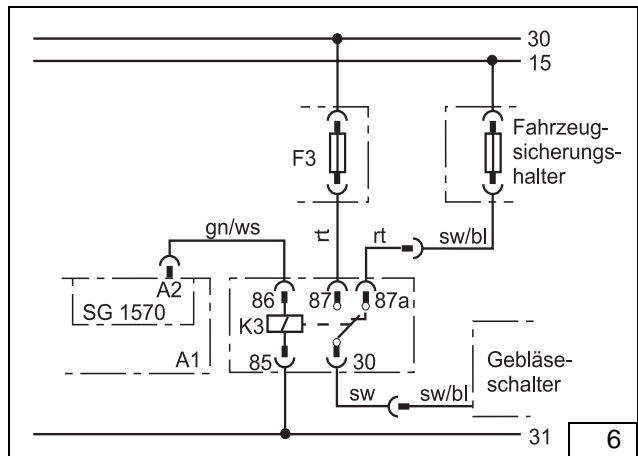 30
15
F3
Fahrzeug-
sicherungs-
halter
gn/ws
rt
rt
sw/bl
A2
SG 1570
A1
86
87
87a
K3
85
30
Gebläse-
schalter
sw
sw/bl
31
6